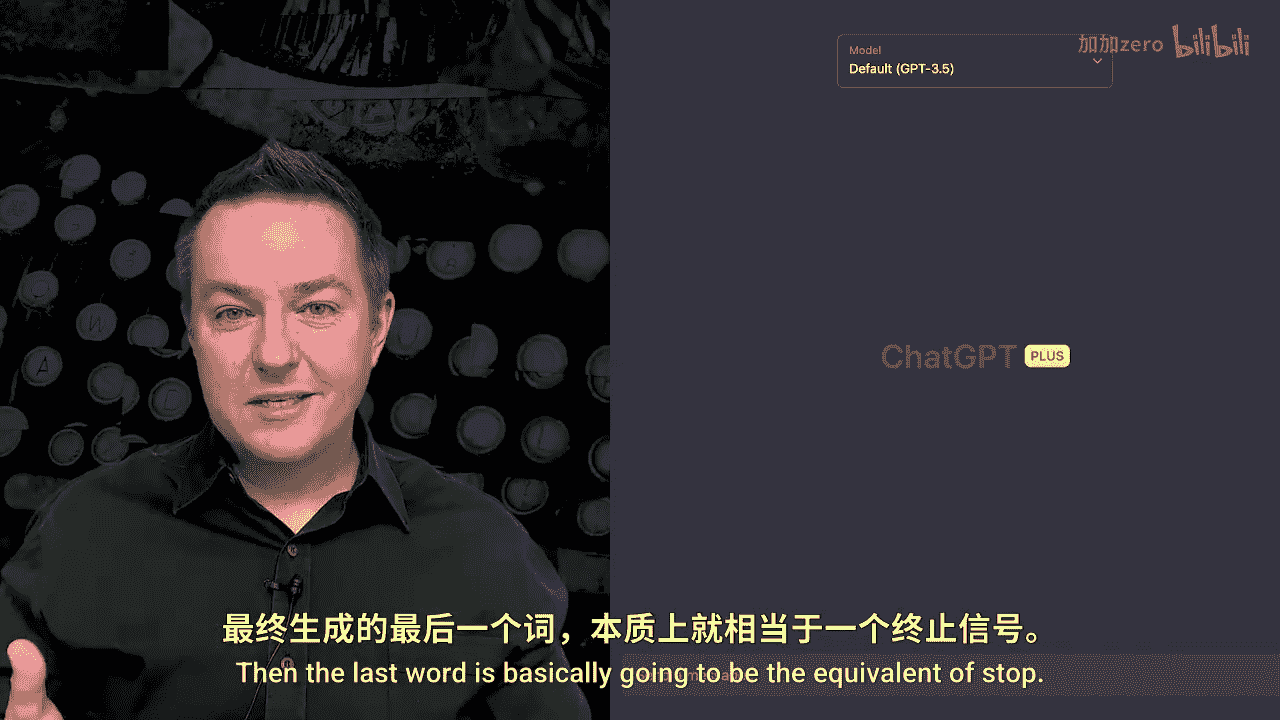 加加zero bilibili
Model
Default (GPT-3.5)
ChatGPT PLUS
最终生成的最后一个词，本质上就相当于一个终止信号。
Then the last word is basically going to be the equivalent of stop.